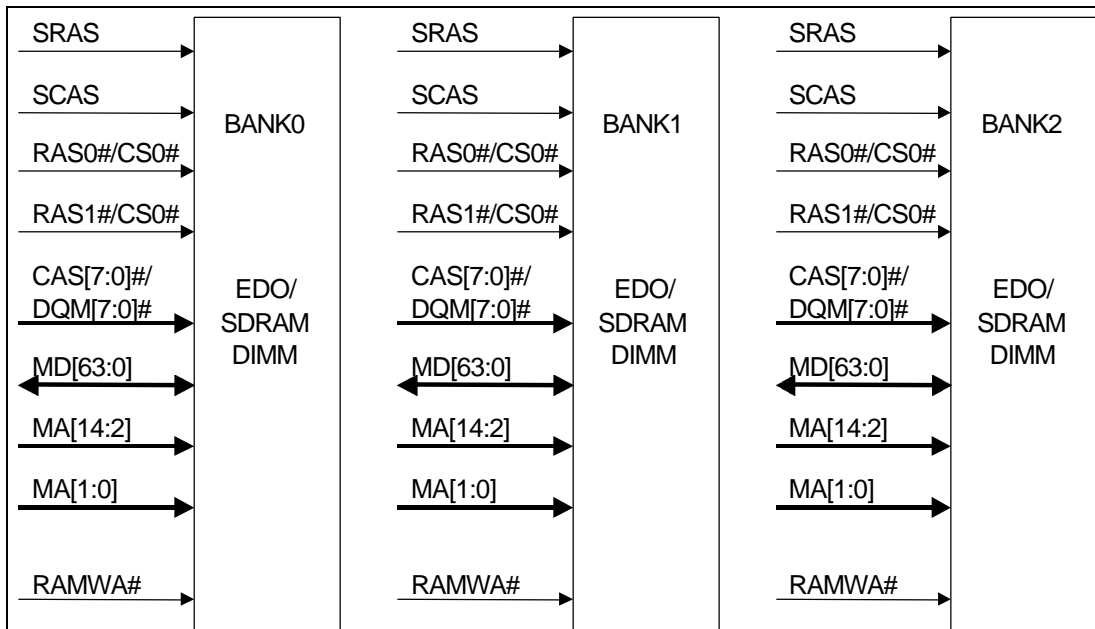 SRAS
SCAS
RAS0#/CS0#
RAS1#/CS0#
CAS[7:0]#/
DQM[7:0]#
MD[63:0]
MA[14:2]
MA[1:0]
RAMWA#
BANK0
EDO/
SDRAM
DIMM
SRAS
SCAS
RAS0#/CS0#
RAS1#/CS0#
CAS[7:0]#/
DQM[7:0]#
MD[63:0]
MA[14:2]
MA[1:0]
RAMWA#
BANK1
EDO/
SDRAM
DIMM
SRAS
SCAS
RAS0#/CS0#
RAS1#/CS0#
CAS[7:0]#/
DQM[7:0]#
MD[63:0]
MA[14:2]
MA[1:0]
RAMWA#
BANK2
EDO/
SDRAM
DIMM